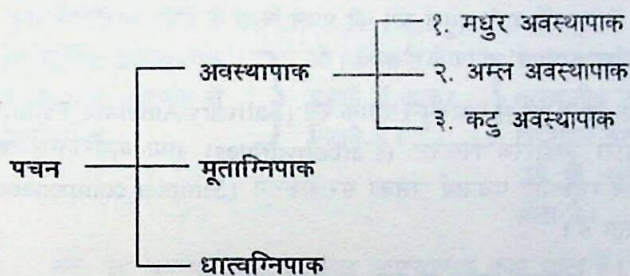 १. मधुर अवस्थापाक
अवस्थापाक
२. अम्ल अवस्थापाक
३. कटु अवस्थापाक
पचन
मूताग्निपाक
धात्वग्निपाक